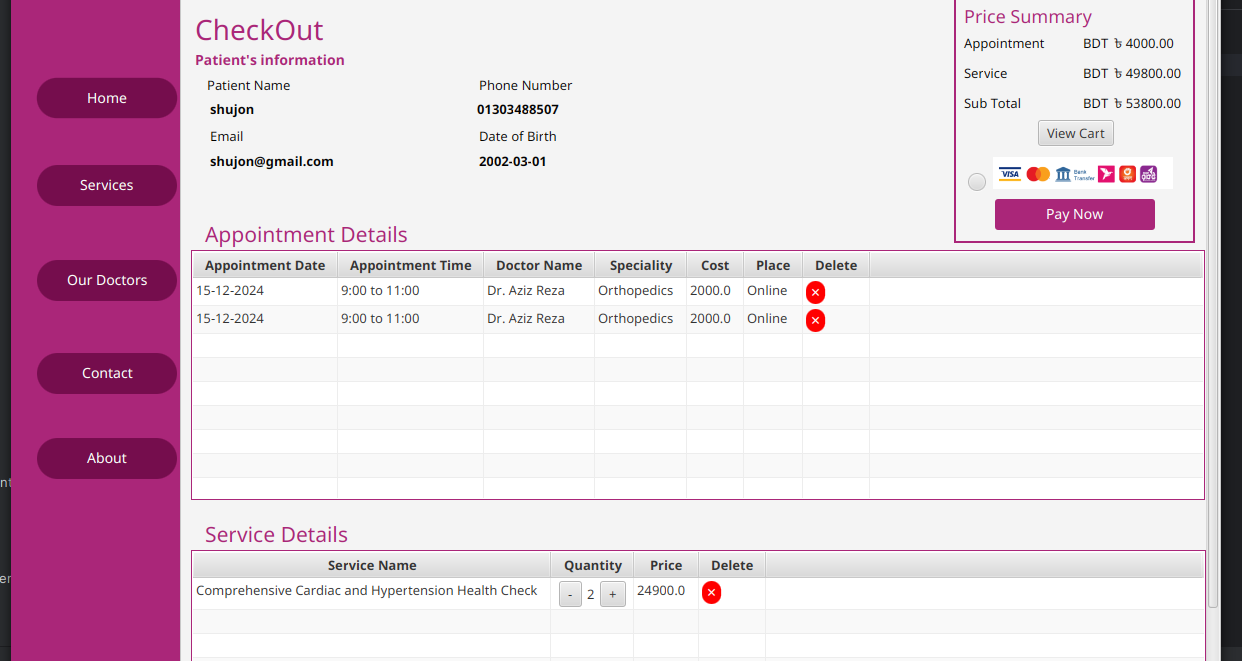 CheckOut
Patient's information
Patient Name
Phone Number
shujon
01303488507
Email
Date of Birth
shujon@gmail.com
2002-03-01
Price Summary
Appointment BDT ৳ 4000.00
Service BDT ৳ 49800.00
Sub Total BDT ৳ 53800.00
View Cart
VISA Bank Transfer
Pay Now
Home
Services
Our Doctors
Contact
About
Appointment Details
Appointment Date Appointment Time Doctor Name Speciality Cost Place Delete
15-12-2024 9:00 to 11:00 Dr. Aziz Reza Orthopedics 2000.0 Online
15-12-2024 9:00 to 11:00 Dr. Aziz Reza Orthopedics 2000.0 Online
Service Details
Service Name Quantity Price Delete
Comprehensive Cardiac and Hypertension Health Check - 2 + 24900.0